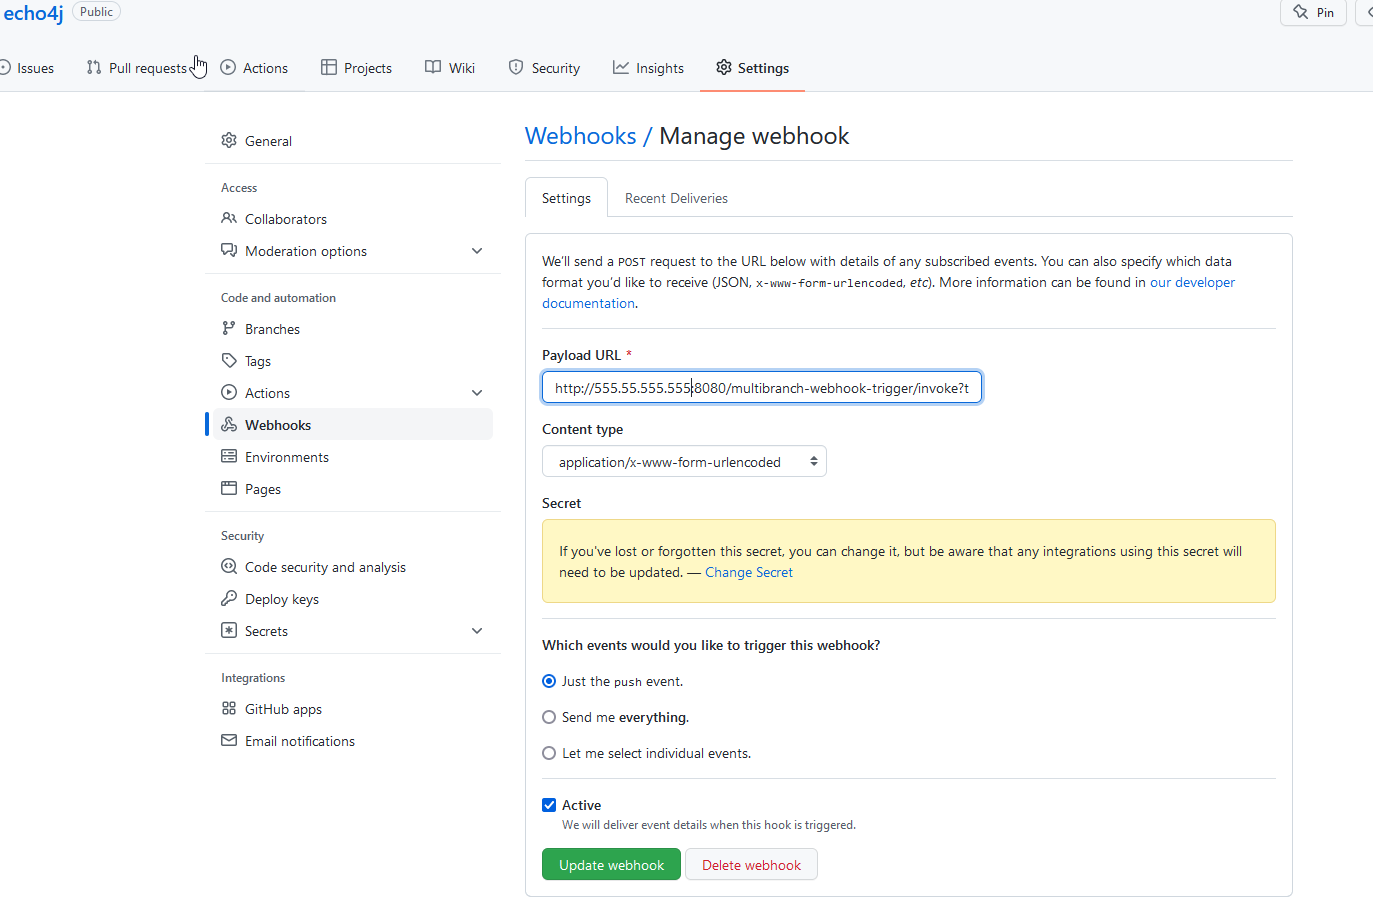 echo4j Public
Pin
Issues Pull requests Actions Projects Wiki Security Insights Settings
General
Access
Collaborators
Moderation options
Code and automation
Branches
Tags
Actions
Webhooks
Environments
Pages
Security
Code security and analysis
Deploy keys
Secrets
Integrations
GitHub apps
Email notifications
Webhooks / Manage webhook
Settings Recent Deliveries
We'll send a POST request to the URL below with details of any subscribed events. You can also specify which data
format you'd like to receive (JSON, x-www-form-urlencoded, etc). More information can be found in our developer
documentation.
Payload URL *
http://555.55.555.555:8080/multibranch-webhook-trigger/invoke?t
Content type
application/x-www-form-urlencoded
Secret
If you've lost or forgotten this secret, you can change it, but be aware that any integrations using this secret will
need to be updated. — Change Secret
Which events would you like to trigger this webhook?
Just the push event.
Send me everything.
Let me select individual events.
Active
We will deliver event details when this hook is triggered.
Update webhook Delete webhook